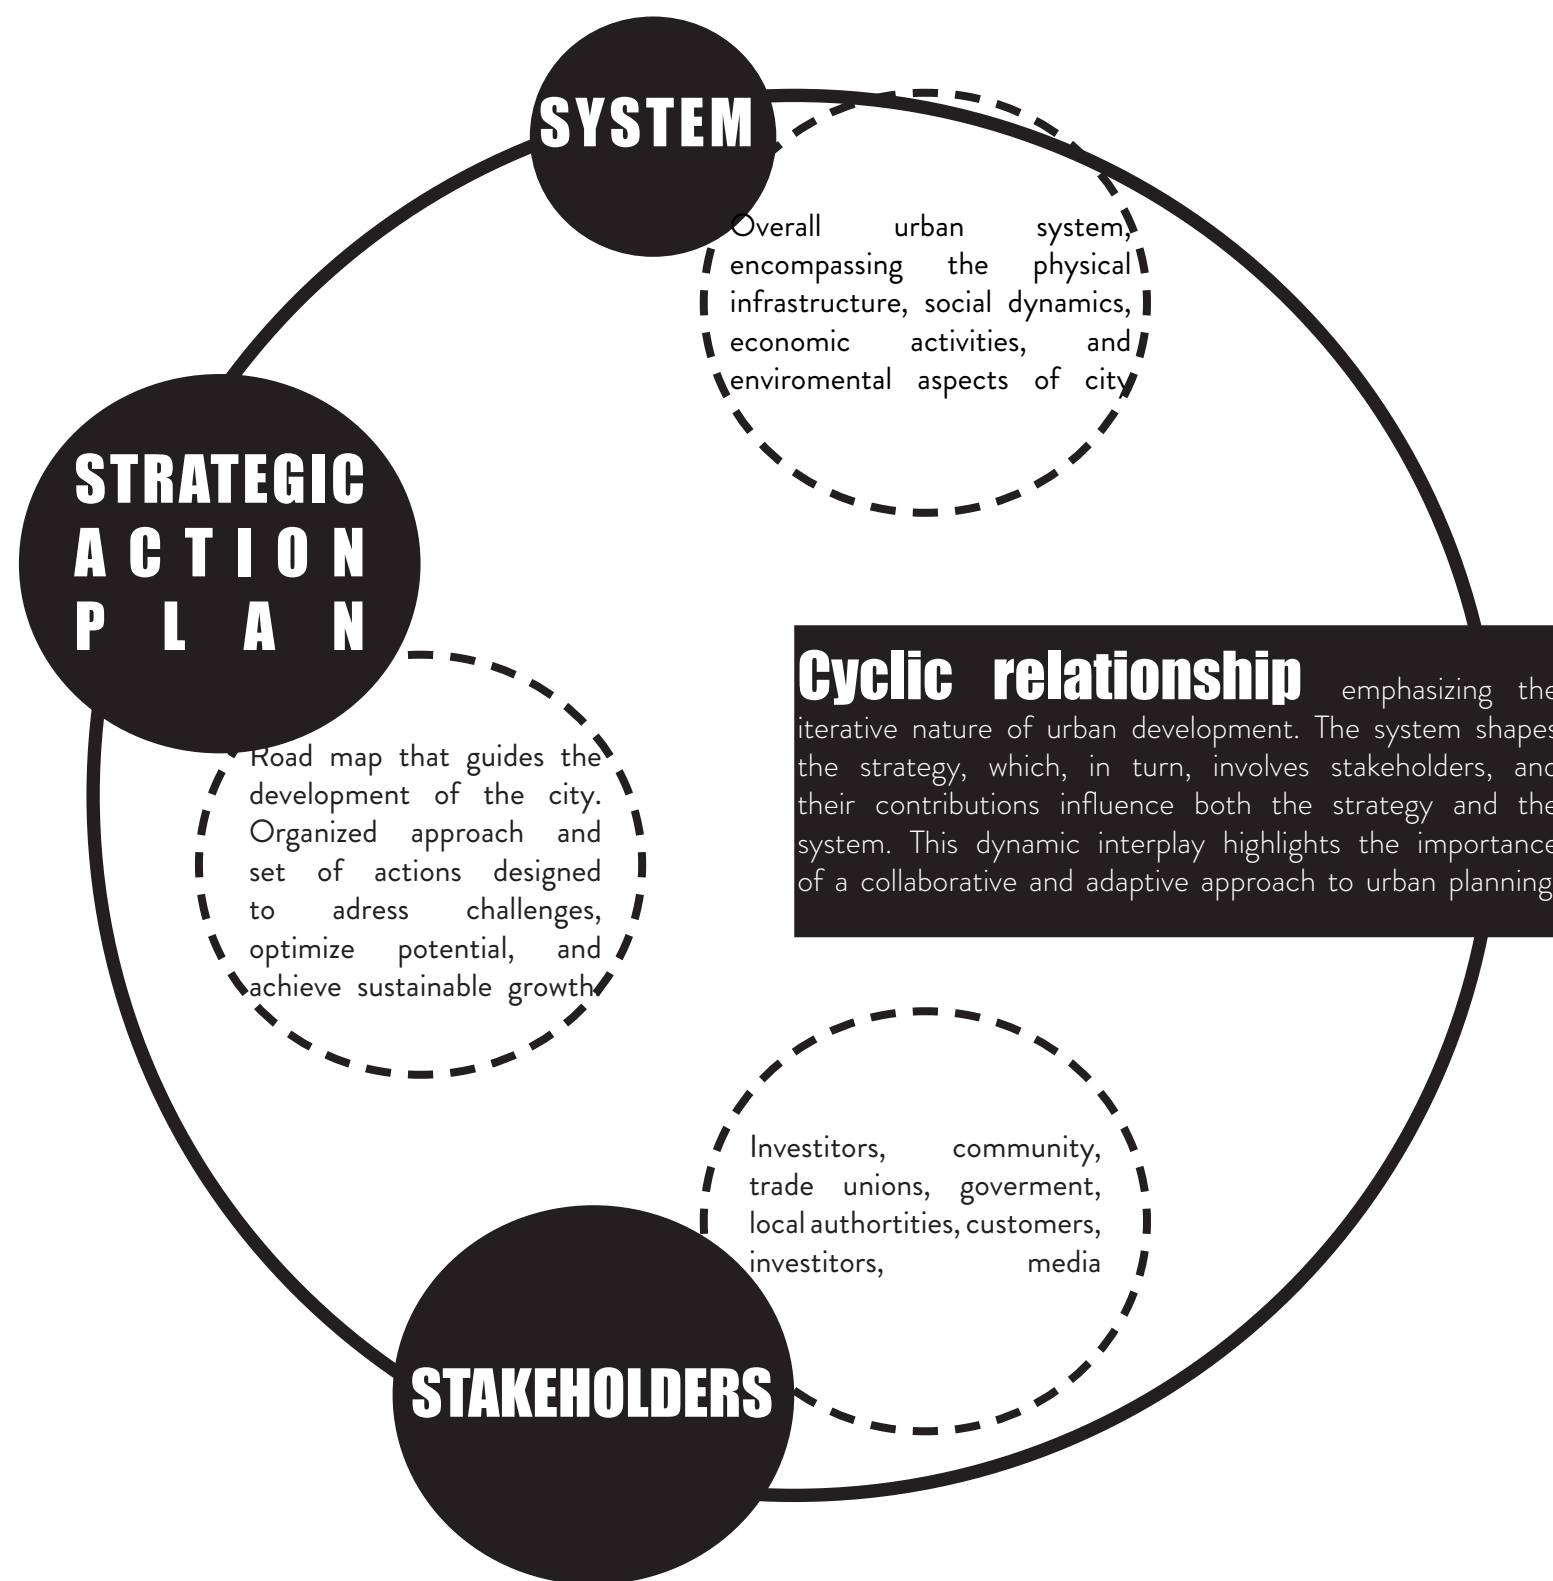 SYSTEM
Overall urban system,
encompassing the physical
infrastructure, social dynamics,
economic activities, and
enviromental aspects of city
STRATEGIC
ACTION
PLAN
Road map that guides the
development of the city.
Organized approach and
set of actions designed
to adress challenges,
optimize potential, and
achieve sustainable growth.
Cyclic relationship emphasizing the
iterative nature of urban development. The system shapes
the strategy, which, in turn, involves stakeholders, and
their contributions influence both the strategy and the
system. This dynamic interplay highlights the importance
of a collaborative and adaptive approach to urban planning
Investitors, community,
trade unions, goverment,
local authortities, customers,
investitors, media
STAKEHOLDERS